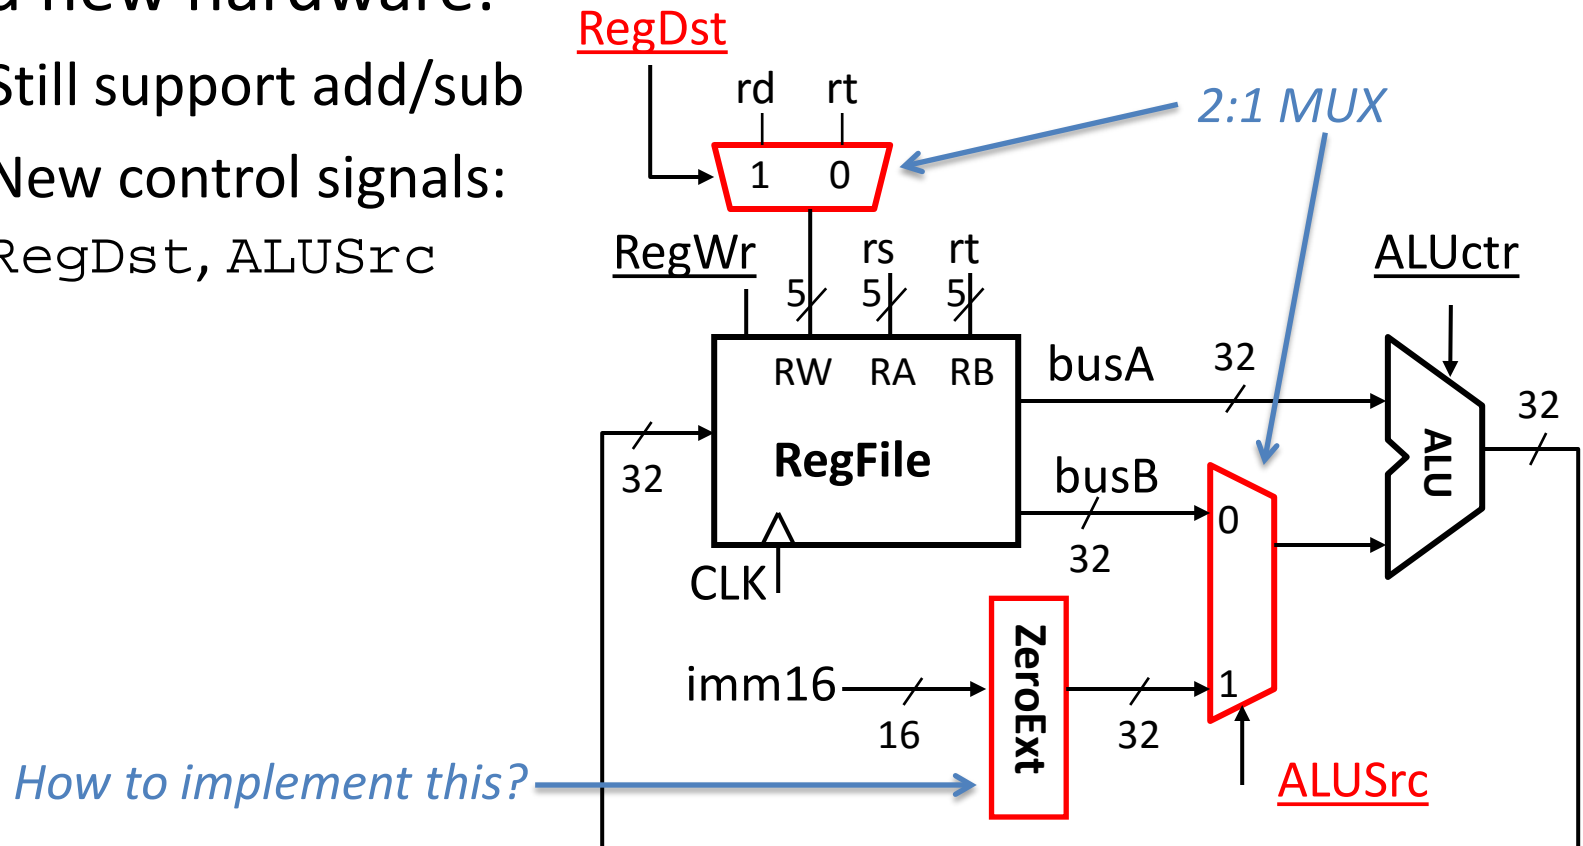 a new hardware?
Still support add/sub
New control signals:
RegDst, ALUSrc
RegDst
rd rt
1 0
2:1 MUX
RegWr rs rt
5 5 5
ALUctr
RW RA RB
busA 32
32
RegFile
32
busB
32
0
ALU
CLK
ZeroExt
imm16
16
32
1
How to implement this?
ALUSrc